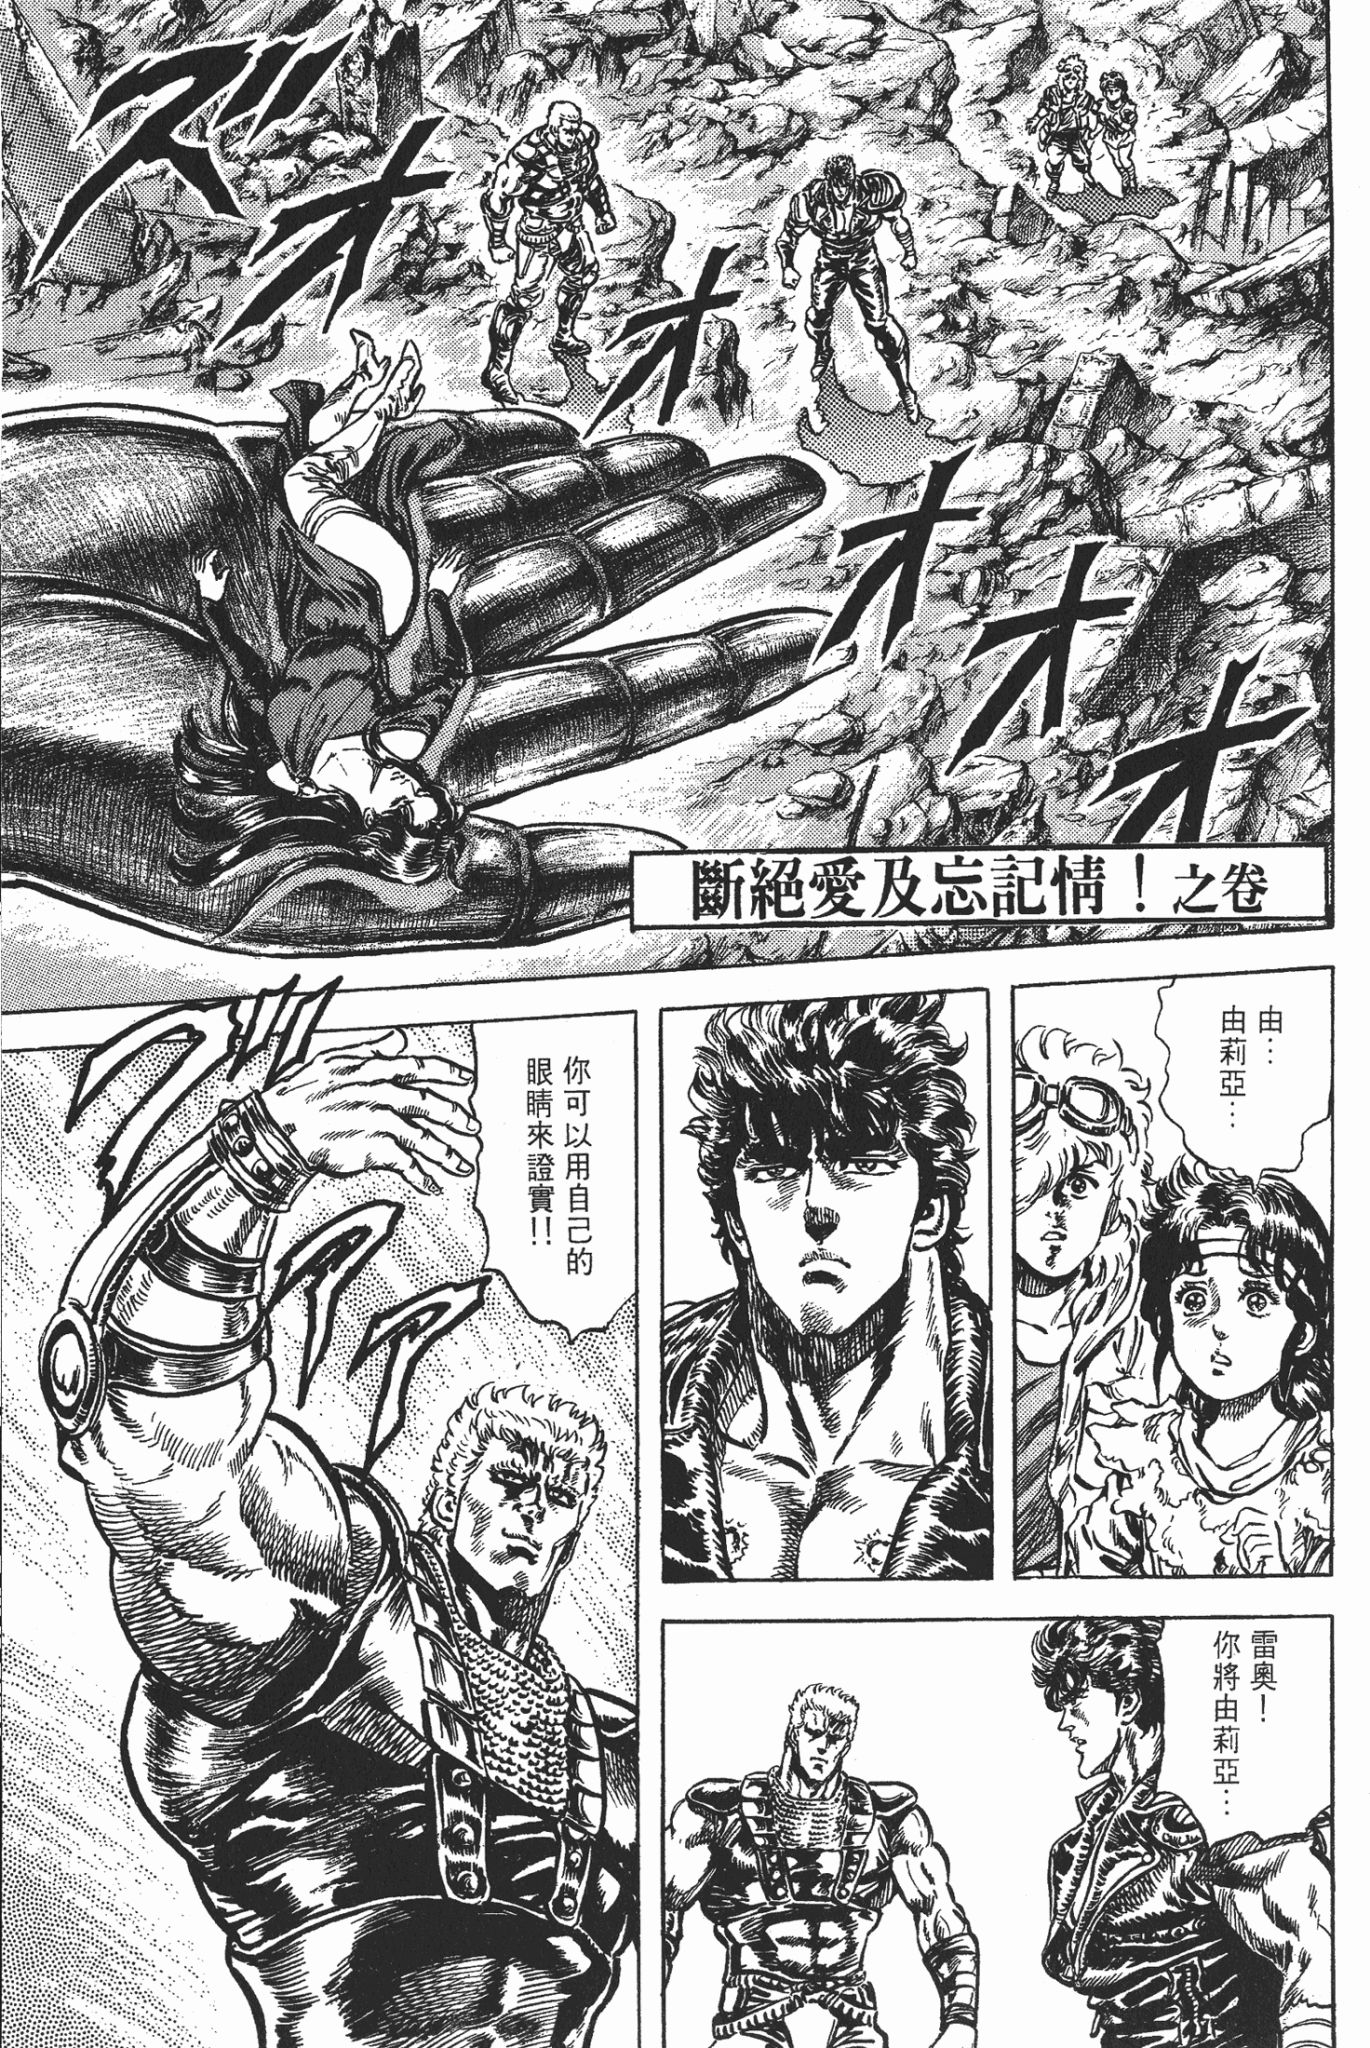 ズオオオオオ
斷絕愛及忘記情！之卷
由…
由莉亞…
你可以用自己的
眼睛來證實!!
雷奧！
你將由莉亞…